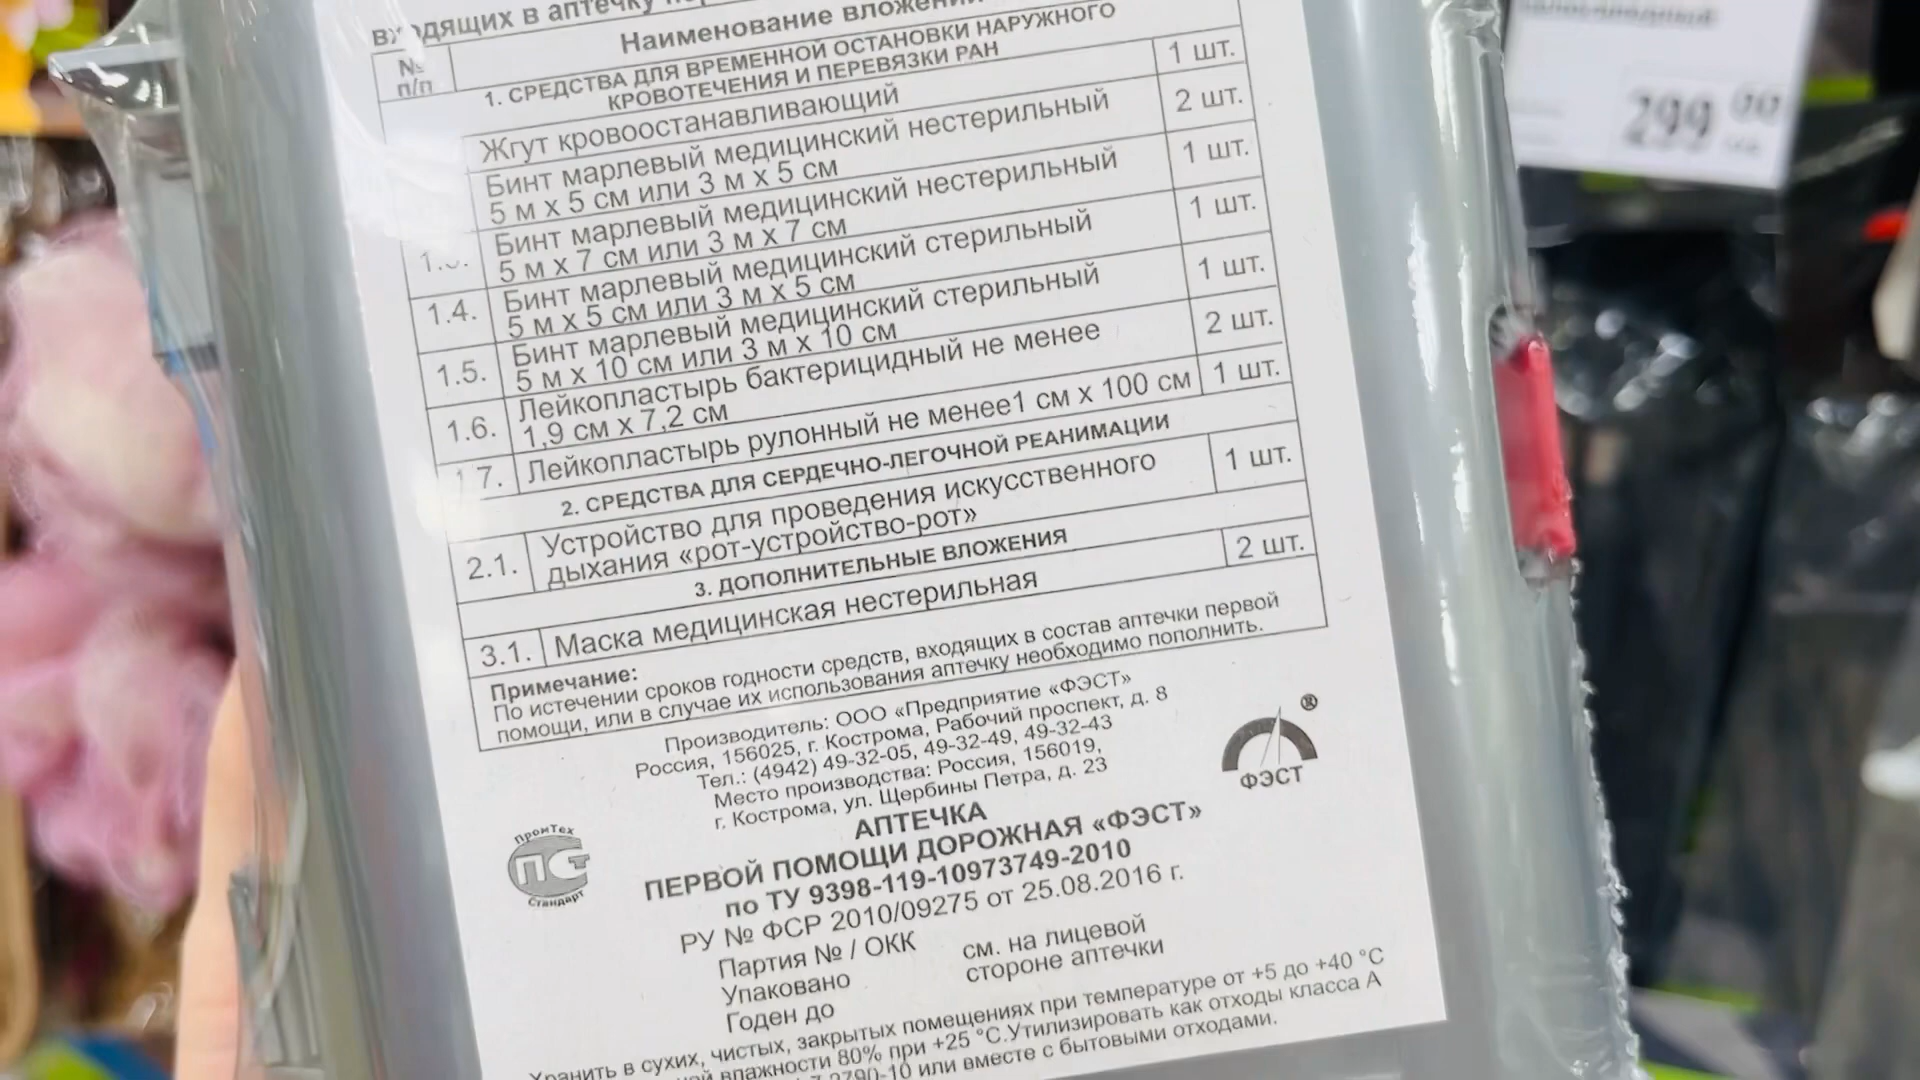 входящих в аптечку
№
п/п
Наименование вложений
1. СРЕДСТВА ДЛЯ ВРЕМЕННОЙ ОСТАНОВКИ НАРУЖНОГО
КРОВОТЕЧЕНИЯ И ПЕРЕВЯЗКИ РАН
Жгут кровоостанавливающий
1 шт.
Бинт марлевый медицинский нестерильный
5 м х 5 см или 3 м х 5 см
2 шт.
Бинт марлевый медицинский нестерильный
5 м х 7 см или 3 м х 7 см
1 шт.
1.4.
Бинт марлевый медицинский стерильный
5 м х 5 см или 3 м х 5 см
1 шт.
1.5.
Бинт марлевый медицинский стерильный
5 м х 10 см или 3 м х 10 см
1 шт.
1.6.
Лейкопластырь бактерицидный не менее
1,9 см х 7,2 см
2 шт.
1 7.
Лейкопластырь рулонный не менее1 см х 100 см
1 шт.
2. СРЕДСТВА ДЛЯ СЕРДЕЧНО-ЛЕГОЧНОЙ РЕАНИМАЦИИ
2.1.
Устройство для проведения искусственного
дыхания «рот-устройство-рот»
1 шт.
3. ДОПОЛНИТЕЛЬНЫЕ ВЛОЖЕНИЯ
3.1.
Маска медицинская нестерильная
2 шт.
Примечание:
По истечении сроков годности средств, входящих в состав аптечки первой
помощи, или в случае их использования аптечку необходимо пополнить.
Производитель: ООО «Предприятие «ФЭСТ»
Россия, 156025, г. Кострома, Рабочий проспект, д. 8
Тел.: (4942) 49-32-05, 49-32-49, 49-32-43
Место производства: Россия, 156019,
г. Кострома, ул. Щербины Петра, д. 23
®
ФЭСТ
ПромТех
ПСТ
Стандарт
АПТЕЧКА
ПЕРВОЙ ПОМОЩИ ДОРОЖНАЯ «ФЭСТ»
по ТУ 9398-119-10973749-2010
РУ № ФСР 2010/09275 от 25.08.2016 г.
Партия № / ОКК
Упаковано
Годен до
см. на лицевой
стороне аптечки
Хранить в сухих, чистых, закрытых помещениях при температуре от +5 до +40 °С
влажности 80% при +25 °С.Утилизировать как отходы класса А
2790-10 или вместе с бытовыми отходами.
299 00